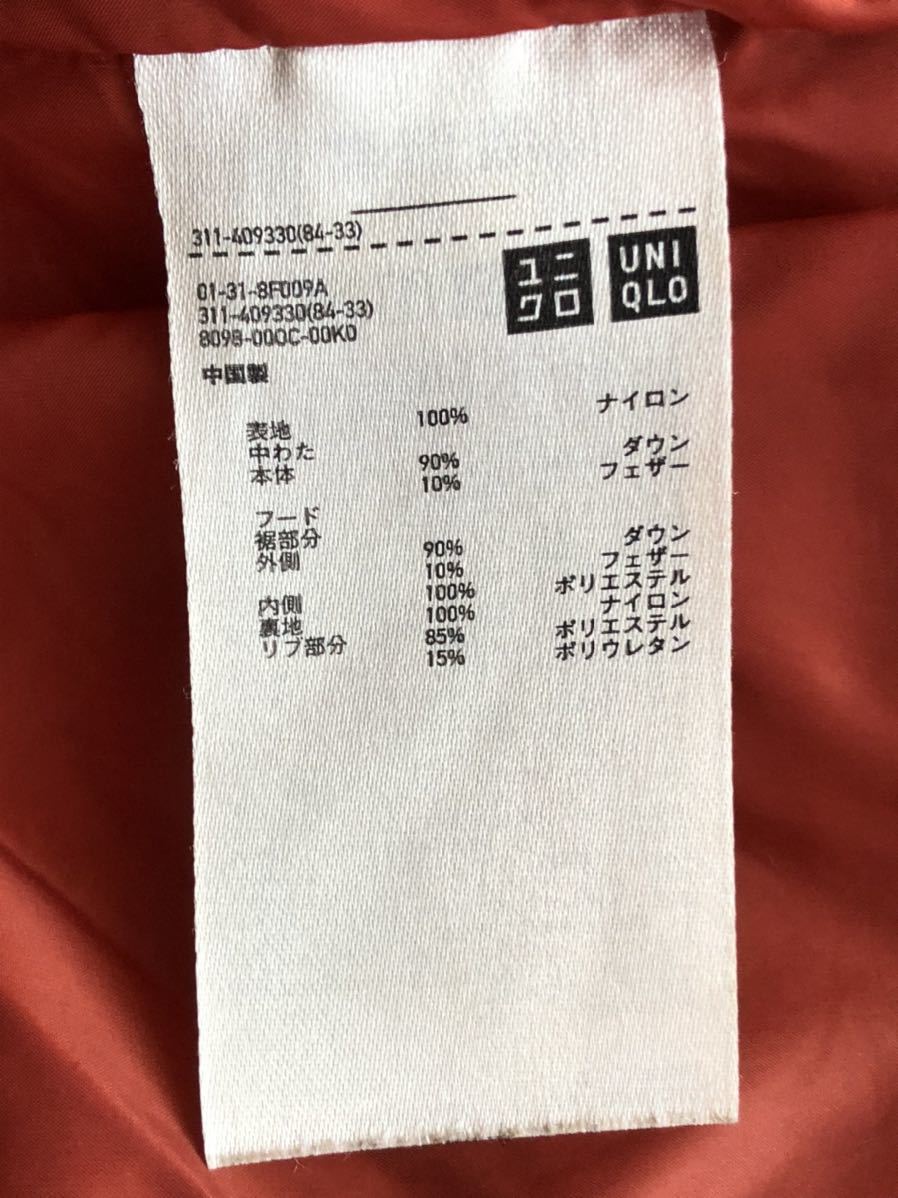 311-409330(84-33)
ユニクロ
UNIQLO
01-31-8F009A
311-409330(84-33)
8098-000C-00K0
中国製
表地 100% ナイロン
中わた
本体 90% ダウン
10% フェザー
フード
裾部分
外側 90% ダウン
10% フェザー
内側 100% ポリエステル
裏地 100% ナイロン
リブ部分 85% ポリエステル
15% ポリウレタン